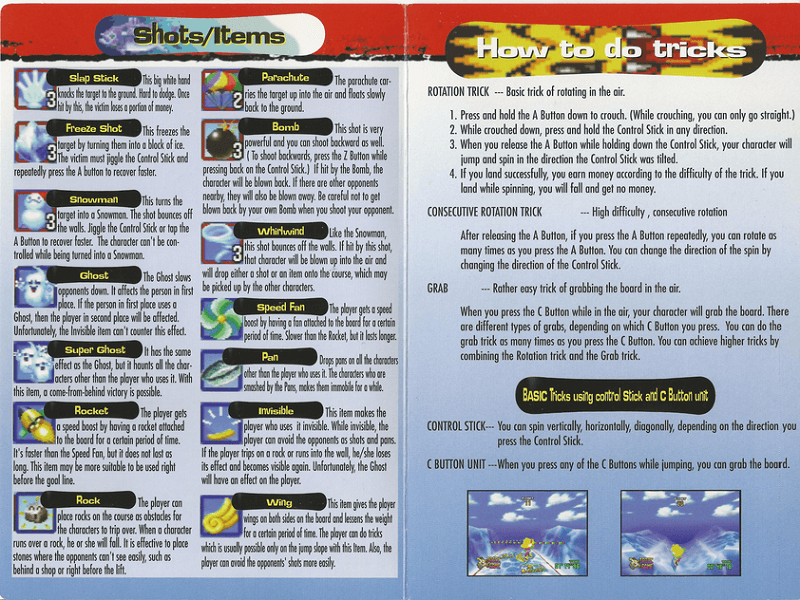 Shots/Items
Slap Stick
3
This big white hand
knocks the target to the ground. Hard to dodge. Once
hit by this, the victim loses a portion of money.
Freeze Shot
3
This freezes the
target by turning them into a block of ice.
The victim must jiggle the Control Stick and
repeatedly press the A button to recover faster.
Snowman
3
This turns the
target into a Snowman. The shot bounces off
the walls. Jiggle the Control Stick or tap the
A Button to recover faster. The character can't be con-
trolled while being turned into a Snowman.
Ghost
The Ghost slows
opponents down. It affects the person in first
place. If the person in first place uses a
Ghost, then the player in second place will be affected.
Unfortunately, the Invisible item can't counter this effect.
Super Ghost
It has the same
effect as the Ghost, but it haunts all the char-
acters other than the player who uses it. With
this item, a come-from-behind victory is possible.
Rocket
The player gets
a speed boost by having a rocket attached
to the board for a certain period of time.
It's faster than the Speed Fan, but it does not last as
long. This item may be more suitable to be used right
before the goal line.
Rock
The player can
place rocks on the course as obstacles for
the characters to trip over. When a character
runs over a rock, he or she will fall. It is effective to place
stones where the opponents can't see easily, such as
behind a shop or right before the lift.
Parachute
2
The parachute car-
ries the target up into the air and floats slowly
back to the ground.
Bomb
3
This shot is very
powerful and you can shoot backward as well.
( To shoot backwards, press the Z Button while
pressing back on the Control Stick.) If hit by the Bomb, the
character will be blown back. If there are other opponents
nearby, they will also be blown away. Be careful not to get
blown back by your own Bomb when you shoot your opponent.
Whirlwind
3
Like the Snowman,
this shot bounces off the walls. If hit by this shot,
that character will be blown up into the air and
will drop either a shot or an item onto the course, which may
be picked up by the other characters.
Speed Fan
The player gets a speed
boost by having a fan attached to the board for a certain
period of time. Slower than the Rocket, but it lasts longer.
Pan
Drops pans on all the characters
other than the player who uses it. The characters who are
smashed by the Pans, makes them immobile for a while.
Invisible
This item makes the
player who uses it invisible. While invisible, the
player can avoid the opponents as shots and pans.
If the player trips on a rock or runs into the wall, he/she loses
its effect and becomes visible again. Unfortunately, the Ghost
will have an effect on the player.
Wing
This item gives the player
wings on both sides on the board and lessens the weight
for a certain period of time. The player can do tricks
which is usually possible only on the jump slope with this Item. Also, the
player can avoid the opponents' shots more easily.
How to do tricks
ROTATION TRICK --- Basic trick of rotating in the air.
1. Press and hold the A Button down to crouch. (While crouching, you can only go straight.)
2. While crouched down, press and hold the Control Stick in any direction.
3. When you release the A Button while holding down the Control Stick, your character will
jump and spin in the direction the Control Stick was tilted.
4. If you land successfully, you earn money according to the difficulty of the trick. If you
land while spinning, you will fall and get no money.
CONSECUTIVE ROTATION TRICK --- High difficulty , consecutive rotation
After releasing the A Button, if you press the A Button repeatedly, you can rotate as
many times as you press the A Button. You can change the direction of the spin by
changing the direction of the Control Stick.
GRAB --- Rather easy trick of grabbing the board in the air.
When you press the C Button while in the air, your character will grab the board. There
are different types of grabs, depending on which C Button you press. You can do the
grab trick as many times as you press the C Button. You can achieve higher tricks by
combining the Rotation trick and the Grab trick.
BASIC Tricks using control Stick and C Button unit
CONTROL STICK--- You can spin vertically, horizontally, diagonally, depending on the direction you
press the Control Stick.
C BUTTON UNIT ---When you press any of the C Buttons while jumping, you can grab the board.